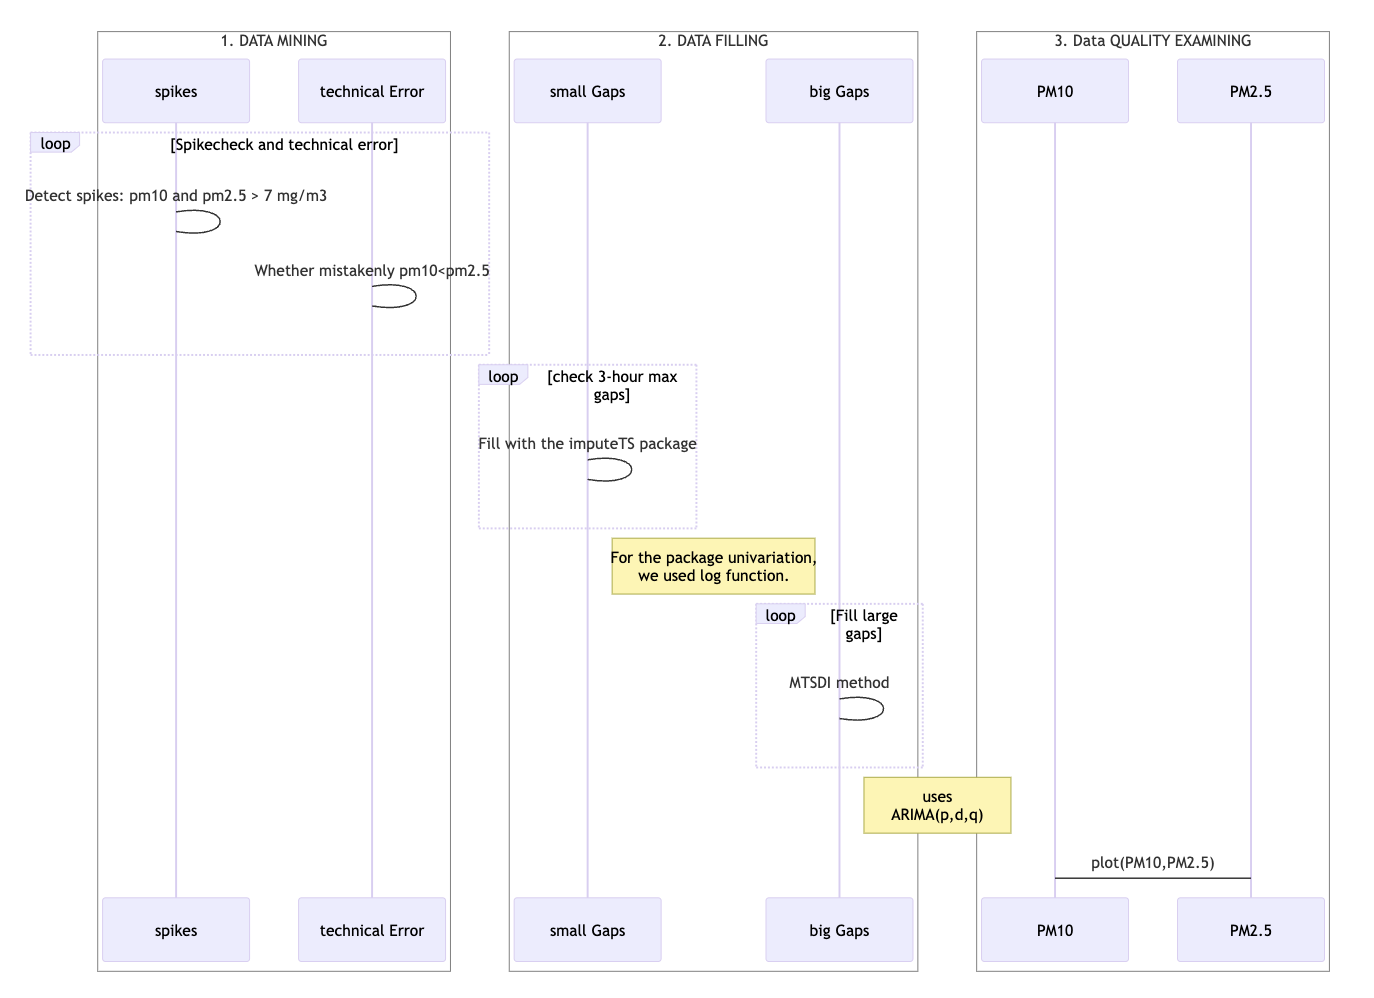 1. DATA MINING
2. DATA FILLING
3. Data QUALITY EXAMINING
spikes
technical Error
small Gaps
big Gaps
PM10
PM2.5
loop
[Spikecheck and technical error]
Detect spikes: pm10 and pm2.5 > 7 mg/m3
Whether mistakenly pm10<pm2.5
loop
[check 3-hour max
gaps]
Fill with the imputeTS package
For the package univariation,
we used log function.
loop
[Fill large
gaps]
MTSDI method
uses
ARIMA(p,d,q)
plot(PM10,PM2.5)
spikes
technical Error
small Gaps
big Gaps
PM10
PM2.5